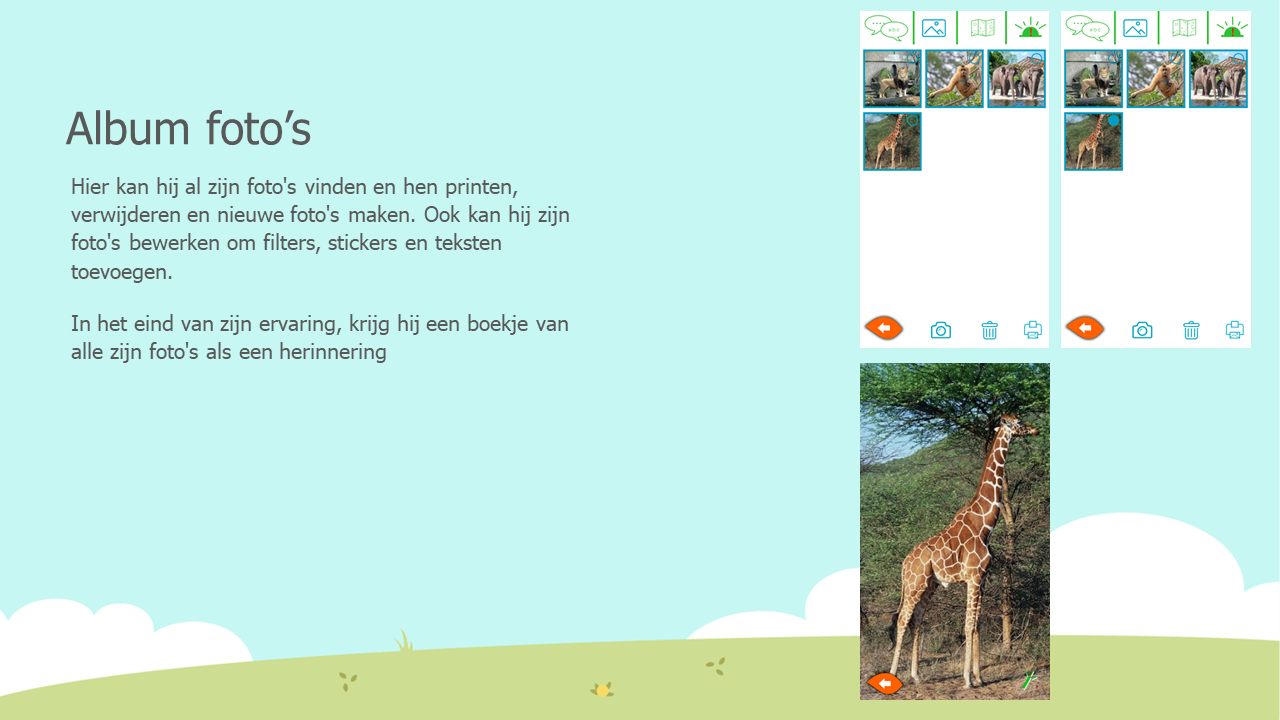 Album foto’s
Hier kan hij al zijn foto's vinden en hen printen,
verwijderen en nieuwe foto's maken. Ook kan hij zijn
foto's bewerken om filters, stickers en teksten
toevoegen.
In het eind van zijn ervaring, krijg hij een boekje van
alle zijn foto's als een herinnering
abc
abc